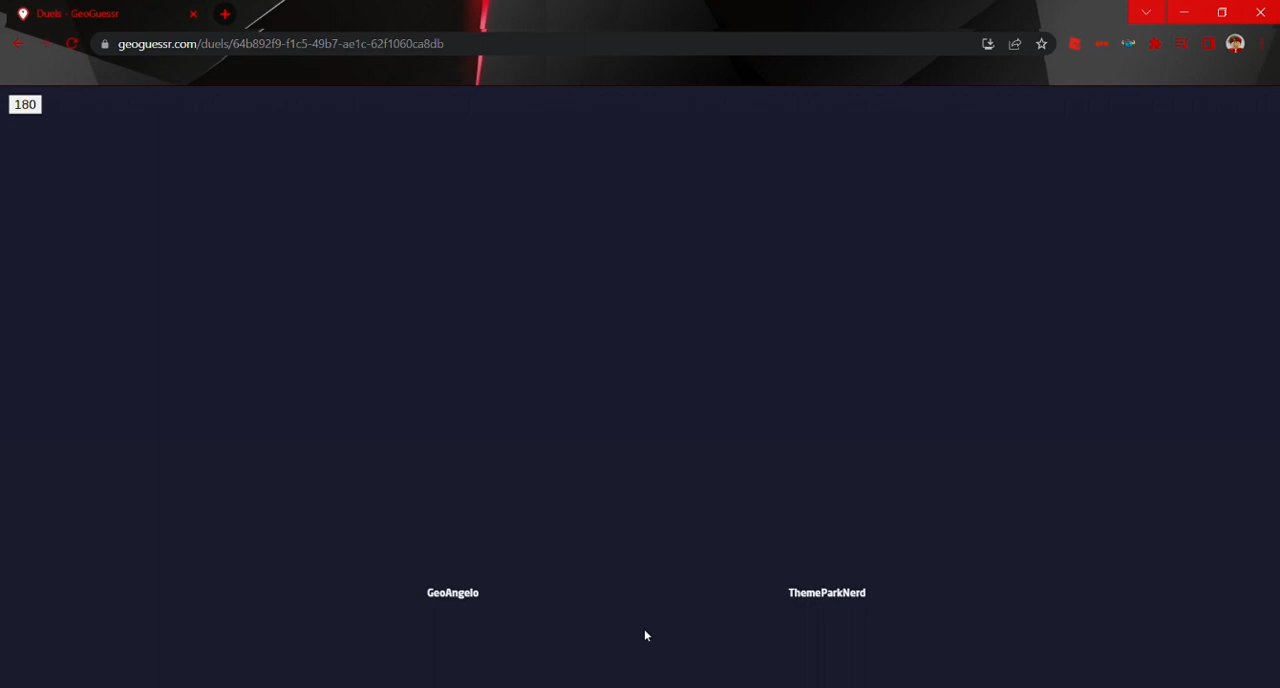 Duels - GeoGuessr
geoguessr.com/duels/64b892f9-f1c5-49b7-ae1c-62f1060ca8db
180
GeoAngelo
ThemeParkNerd